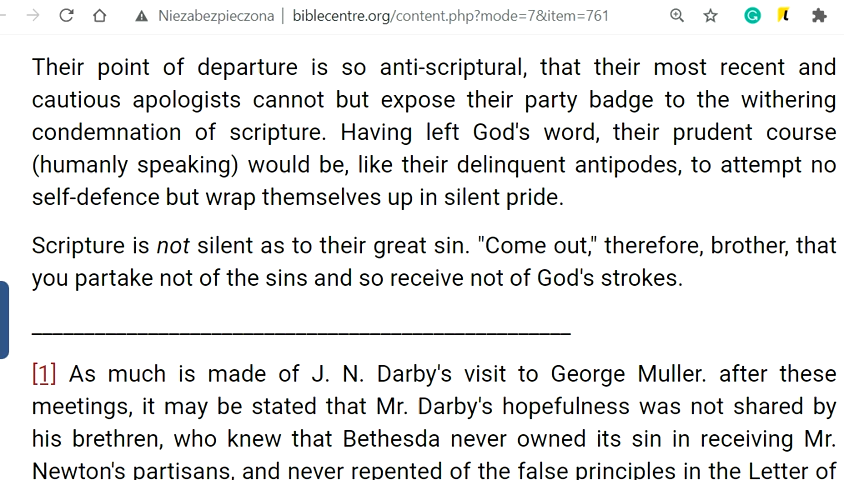 Niezabezpieczona | biblecentre.org/content.php?mode=7&item=761
Their point of departure is so anti-scriptural, that their most recent and
cautious apologists cannot but expose their party badge to the withering
condemnation of scripture. Having left God's word, their prudent course
(humanly speaking) would be, like their delinquent antipodes, to attempt no
self-defence but wrap themselves up in silent pride.
Scripture is not silent as to their great sin. "Come out," therefore, brother, that
you partake not of the sins and so receive not of God's strokes.
[1] As much is made of J. N. Darby's visit to George Muller. after these
meetings, it may be stated that Mr. Darby's hopefulness was not shared by
his brethren, who knew that Bethesda never owned its sin in receiving Mr.
Newton's partisans, and never repented of the false principles in the Letter of